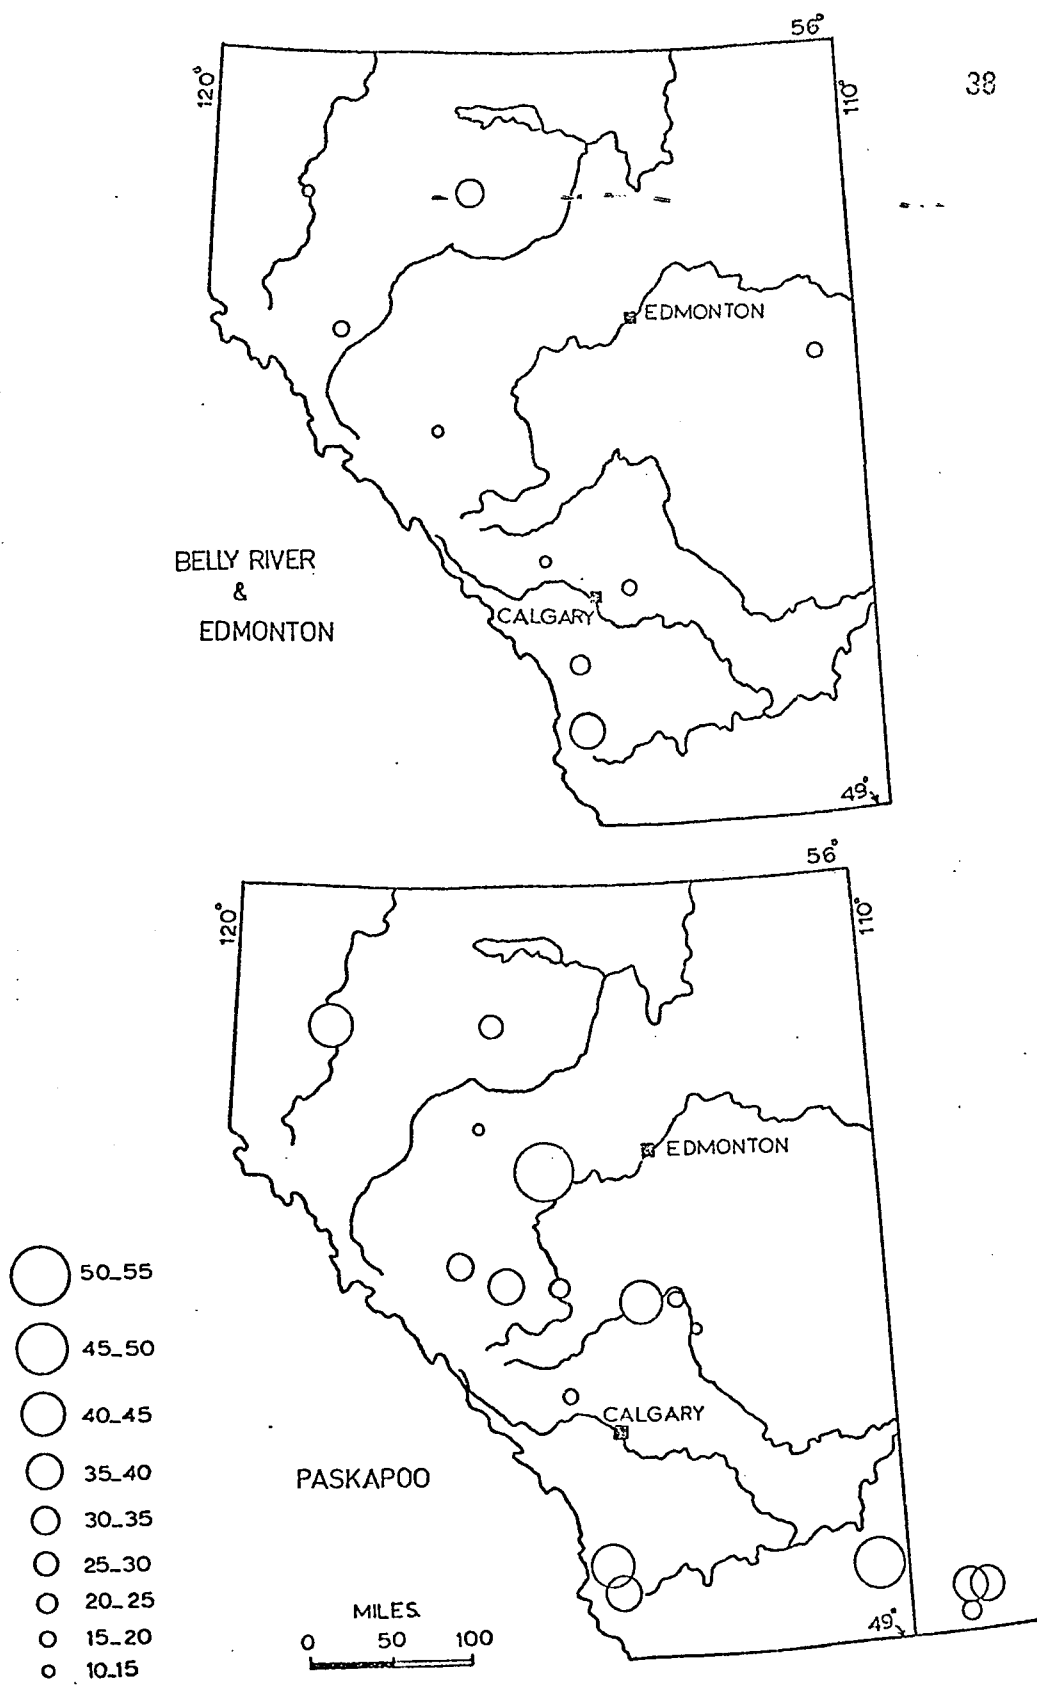 56°
120°
110°
38
EDMONTON
BELLY RIVER
&
EDMONTON
CALGARY
49°
56°
120°
110°
EDMONTON
CALGARY
PASKAPOO
50_55
45_50
40_45
35_40
30_35
25_30
20_25
15_20
10_15
MILES.
0 50 100
49°